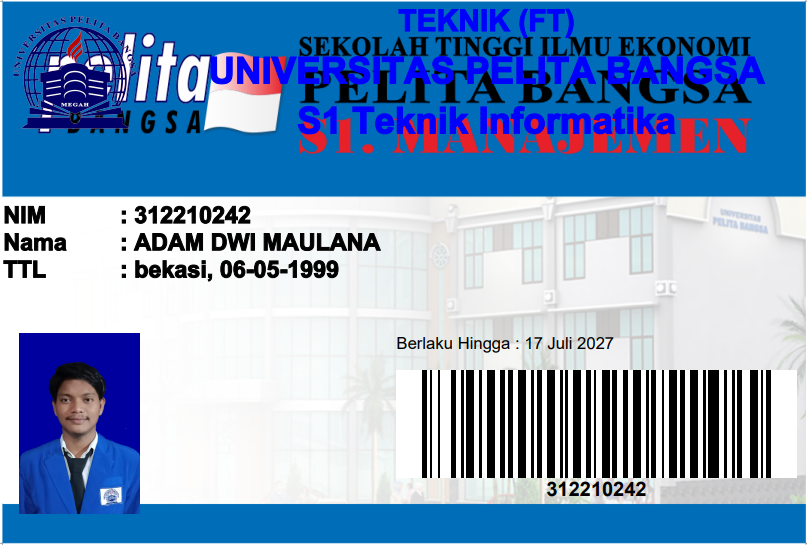 TEKNIK (FT)
SEKOLAH TINGGI ILMU EKONOMI
UNIVERSITAS PELITA BANGSA
PELITA BANGSA
S1 Teknik Informatika
S1. MANAJEMEN
UNIVERSITAS PELITA BANGSA
MEGAH
pelita
BANGSA
NIM : 312210242
Nama : ADAM DWI MAULANA
TTL : bekasi, 06-05-1999
UNIVERSITAS
PELITA BANGSA
Berlaku Hingga : 17 Juli 2027
312210242